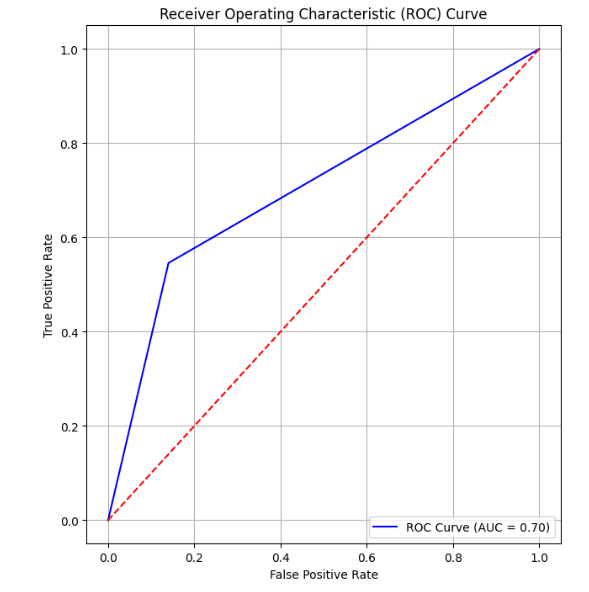 Receiver Operating Characteristic (ROC) Curve
True Positive Rate
1.0
0.8
0.6
0.4
0.2
0.0
ROC Curve (AUC = 0.70)
0.0 0.2 0.4 0.6 0.8 1.0
False Positive Rate